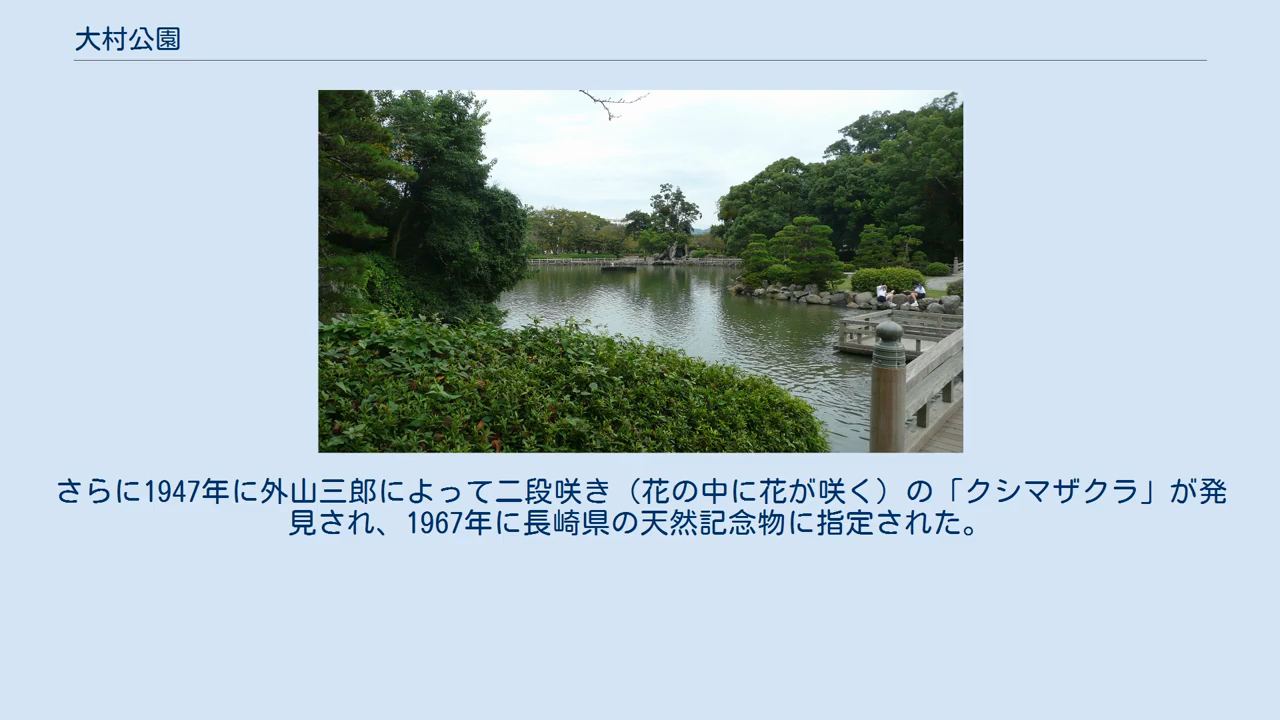 大村公園
さらに1947年に外山三郎によって二段咲き（花の中に花が咲く）の「クシマザクラ」が発
見され、1967年に長崎県の天然記念物に指定された。